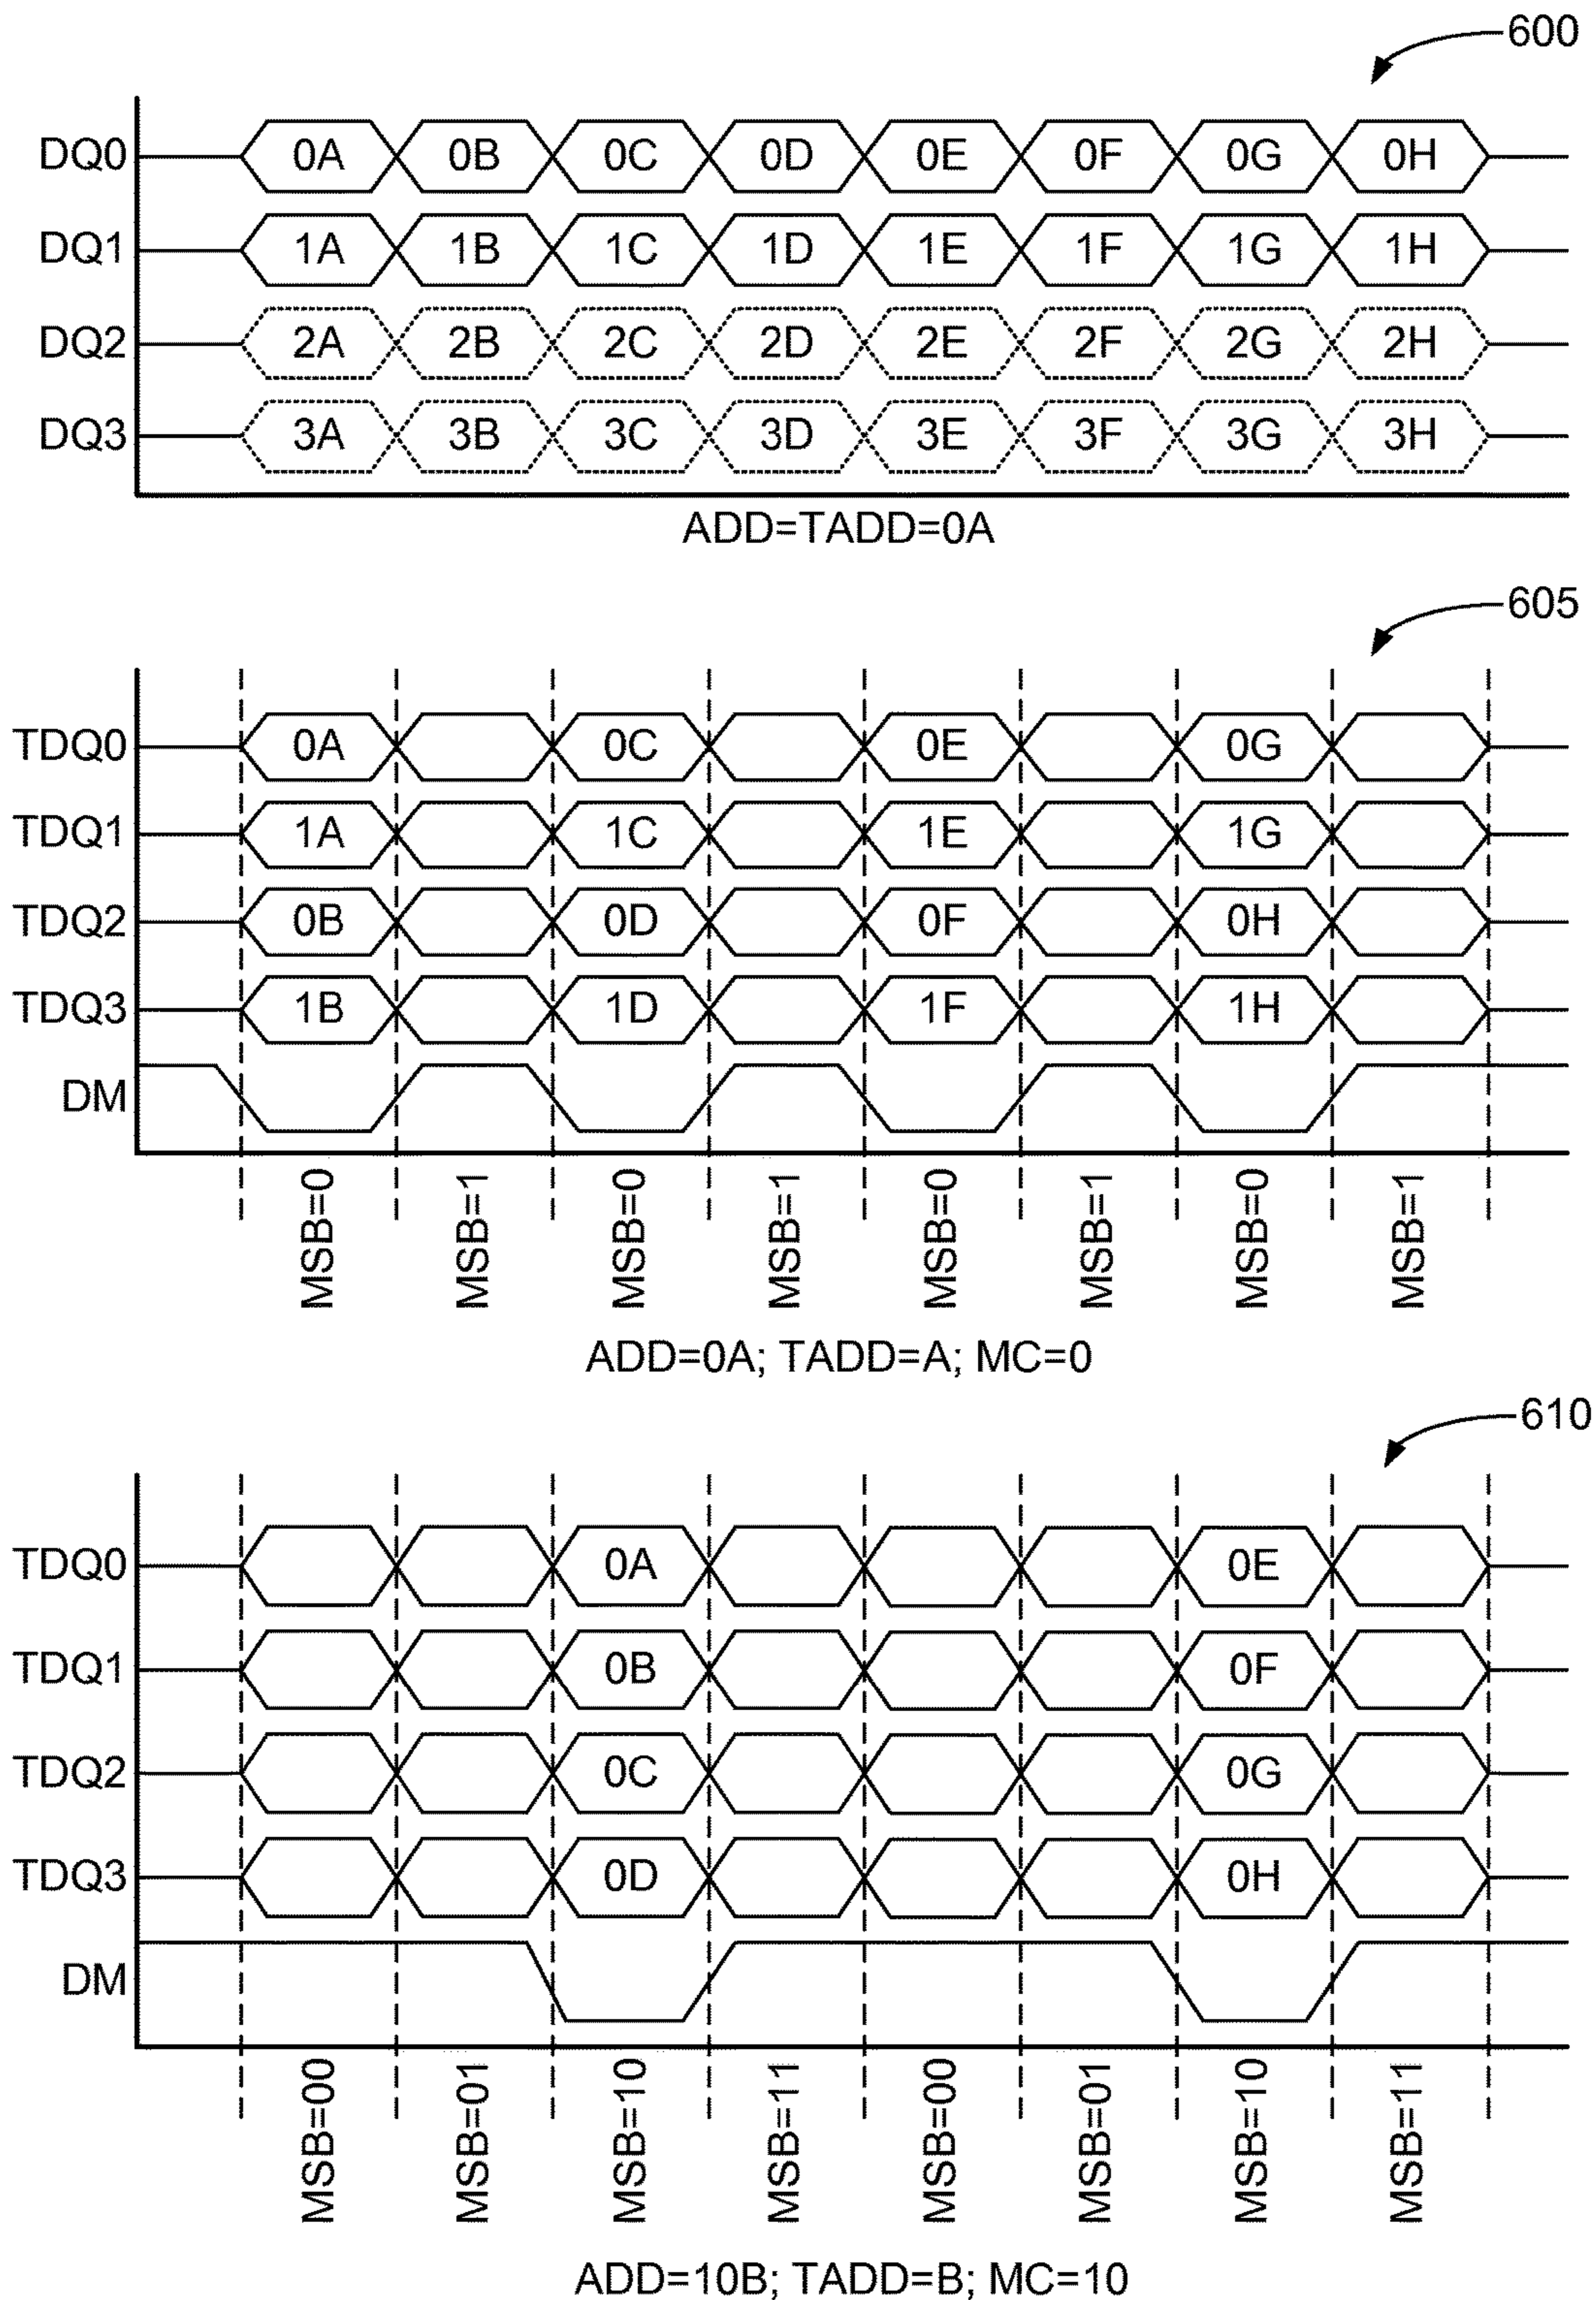 600
DQ0 0A 0B 0C 0D 0E 0F 0G 0H
DQ1 1A 1B 1C 1D 1E 1F 1G 1H
DQ2 2A 2B 2C 2D 2E 2F 2G 2H
DQ3 3A 3B 3C 3D 3E 3F 3G 3H
ADD=TADD=0A
605
TDQ0 0A 0C 0E 0G
TDQ1 1A 1C 1E 1G
TDQ2 0B 0D 0F 0H
TDQ3 1B 1D 1F 1H
DM
MSB=0 MSB=1 MSB=0 MSB=1 MSB=0 MSB=1 MSB=0 MSB=1
ADD=0A; TADD=A; MC=0
610
TDQ0 0A 0E
TDQ1 0B 0F
TDQ2 0C 0G
TDQ3 0D 0H
DM
MSB=00 MSB=01 MSB=10 MSB=11 MSB=00 MSB=01 MSB=10 MSB=11
ADD=10B; TADD=B; MC=10